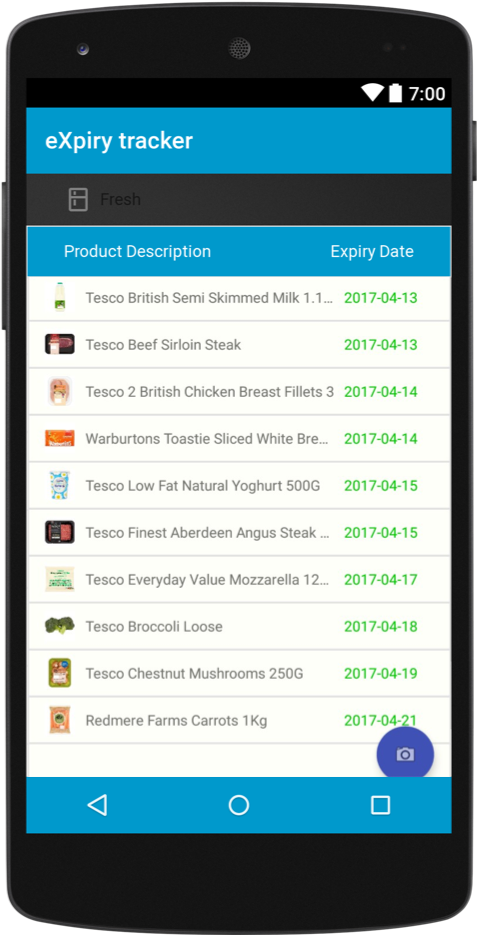 7:00
eXpiry tracker
Fresh
Product Description Expiry Date
Tesco British Semi Skimmed Milk 1.1... 2017-04-13
Tesco Beef Sirloin Steak 2017-04-13
Tesco 2 British Chicken Breast Fillets 3 2017-04-14
Warburtons Toastie Sliced White Bre... 2017-04-14
Tesco Low Fat Natural Yoghurt 500G 2017-04-15
Tesco Finest Aberdeen Angus Steak ... 2017-04-15
Tesco Everyday Value Mozzarella 12... 2017-04-17
Tesco Broccoli Loose 2017-04-18
Tesco Chestnut Mushrooms 250G 2017-04-19
Redmere Farms Carrots 1Kg 2017-04-21